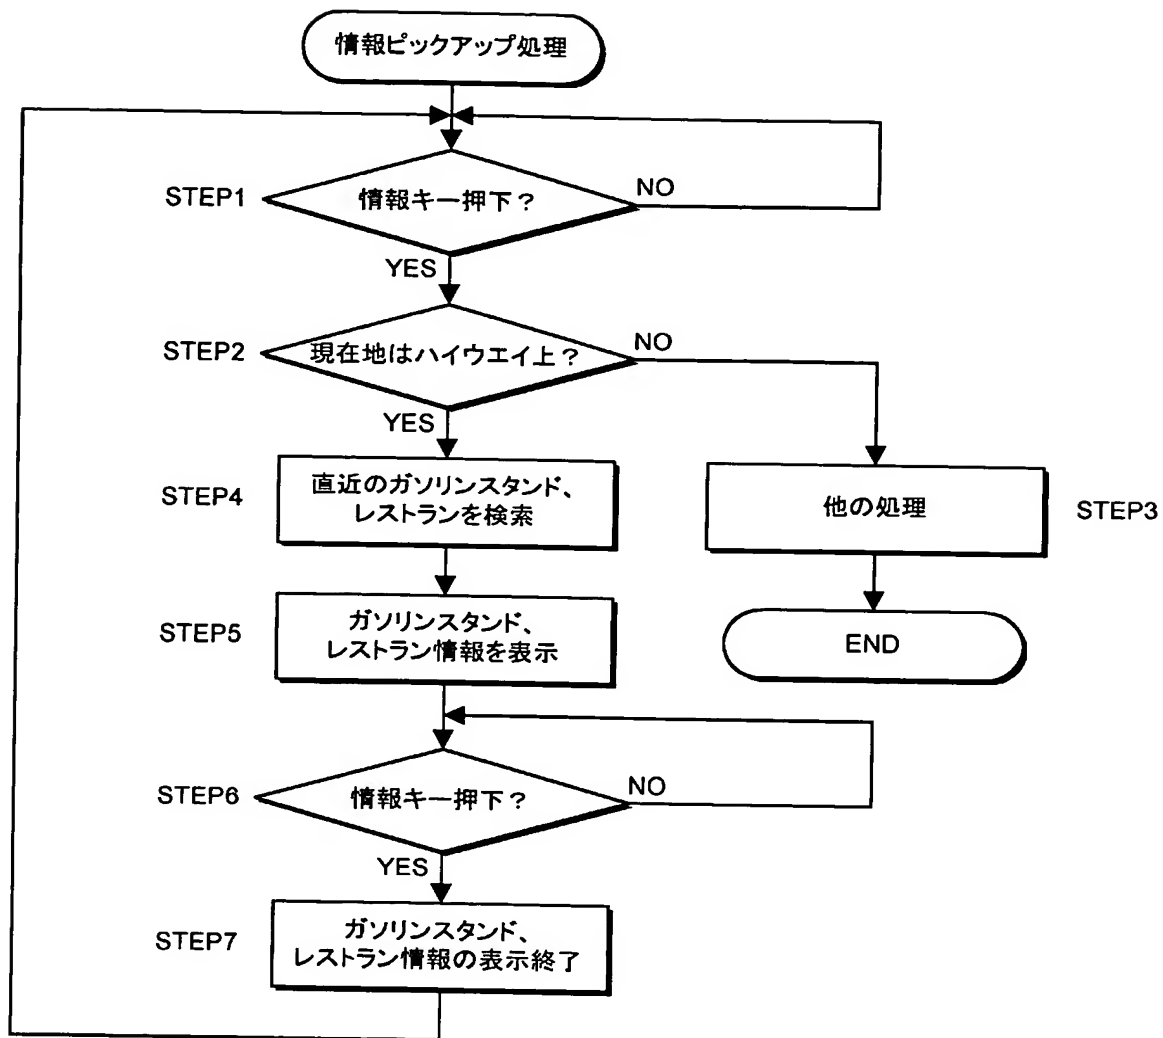 情報ピックアップ処理
STEP1
情報キー押下?
NO
YES
STEP2
現在地はハイウエイ上?
NO
YES
STEP4
直近のガソリンスタンド、
レストランを検索
他の処理
STEP3
STEP5
ガソリンスタンド、
レストラン情報を表示
END
STEP6
情報キー押下?
NO
YES
STEP7
ガソリンスタンド、
レストラン情報の表示終了